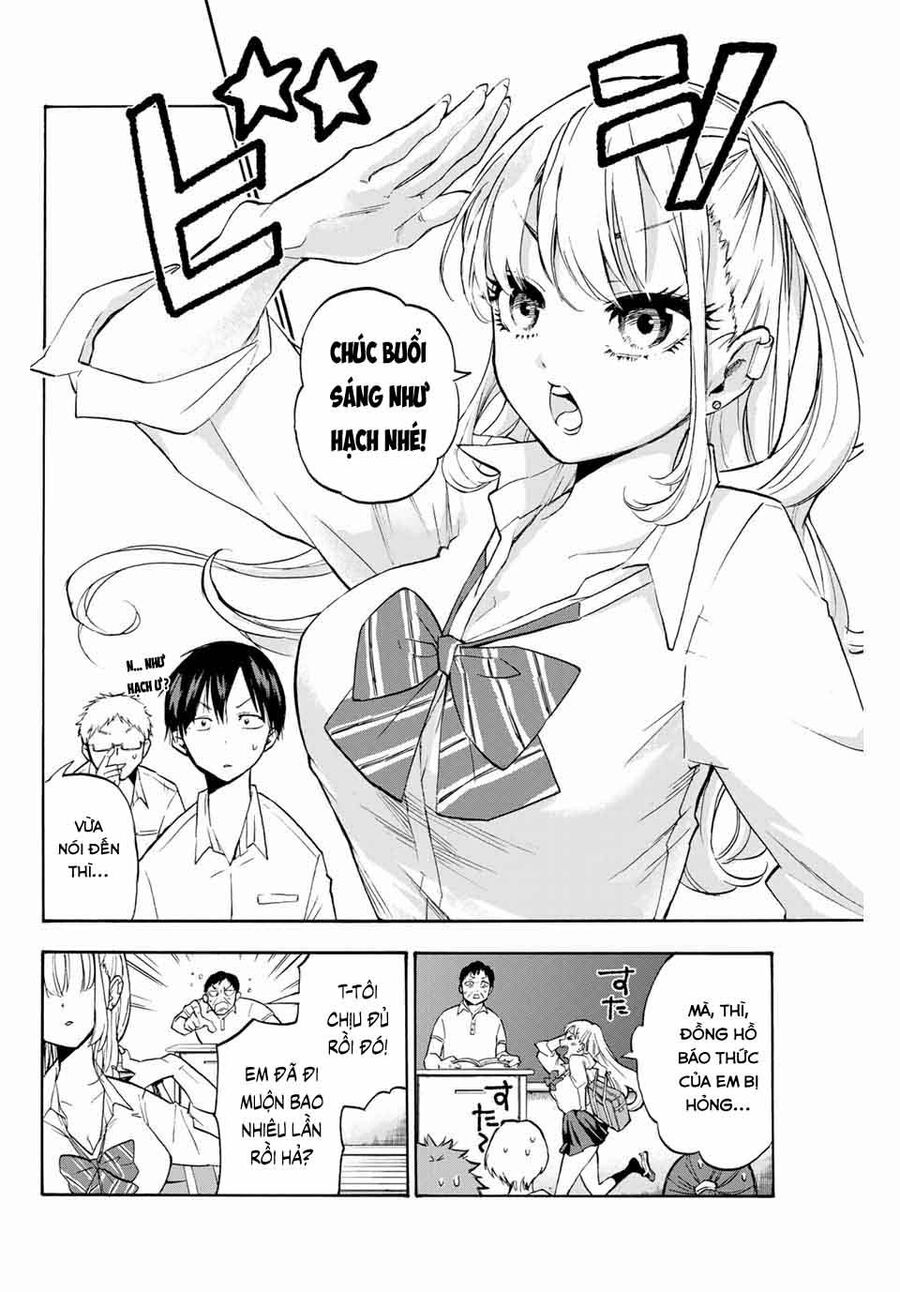 ビシッ
CHÚC BUỔI
SÁNG NHƯ
HẠCH NHÉ!
N... NHƯ
HẠCH Ư?
VỪA
NÓI ĐẾN
THÌ...
T-TÔI
CHỊU ĐỦ
RỒI ĐÓ!
EM ĐÃ ĐI
MUỘN BAO
NHIÊU LẦN
RỒI HẢ?
すた
すた~
MÀ, THÌ,
ĐỒNG HỒ
BÁO THỨC
CỦA EM BỊ
HỎNG...